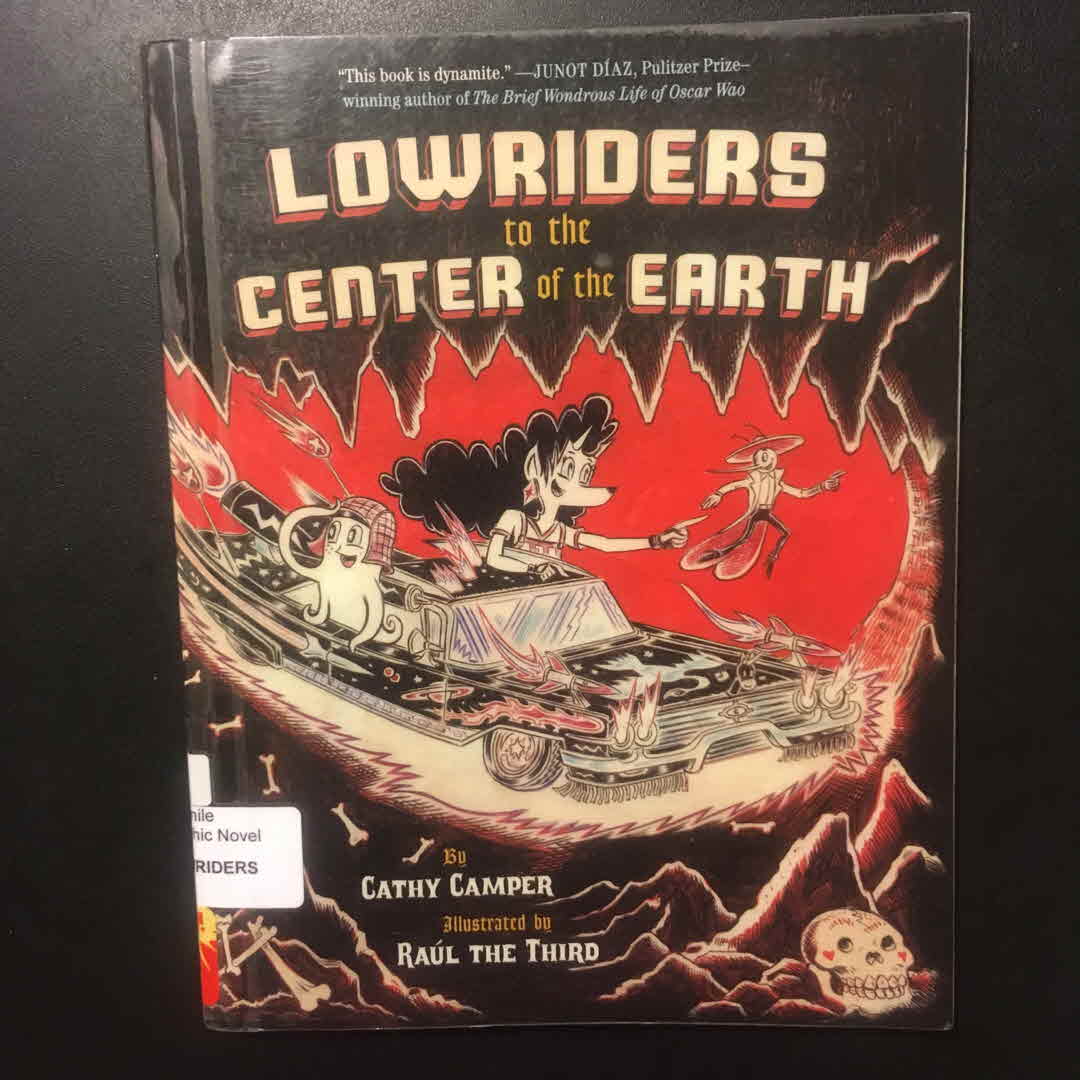 “This book is dynamite.” —JUNOT DÍAZ, Pulitzer Prize–
winning author of The Brief Wondrous Life of Oscar Wao
LOWRIDERS
to the
CENTER of the EARTH
nile
hic Novel
RIDERS
By
CATHY CAMPER
Illustrated by
RAÚL THE THIRD